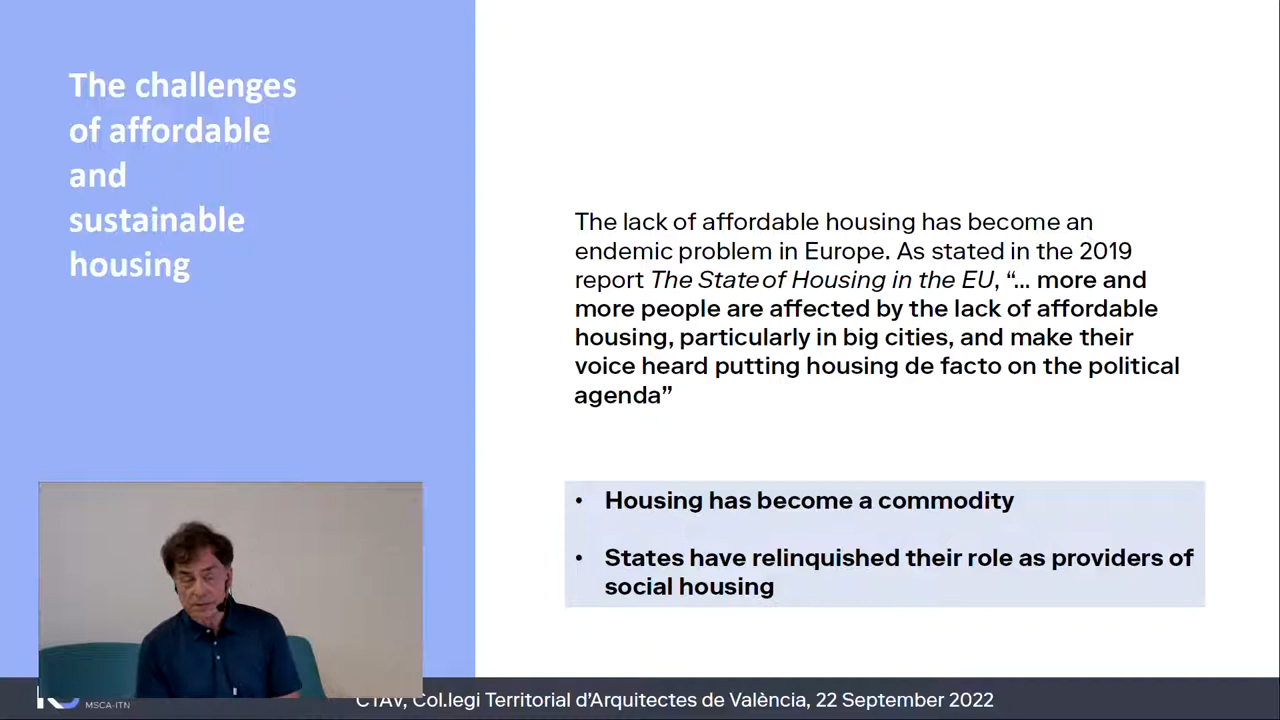 The challenges
of affordable
and
sustainable
housing
The lack of affordable housing has become an
endemic problem in Europe. As stated in the 2019
report The State of Housing in the EU, “... more and
more people are affected by the lack of affordable
housing, particularly in big cities, and make their
voice heard putting housing de facto on the political
agenda”
• Housing has become a commodity
• States have relinquished their role as providers of
social housing
MSCA-ITN
CTAV, Col.legi Territorial d’Arquitectes de València, 22 September 2022